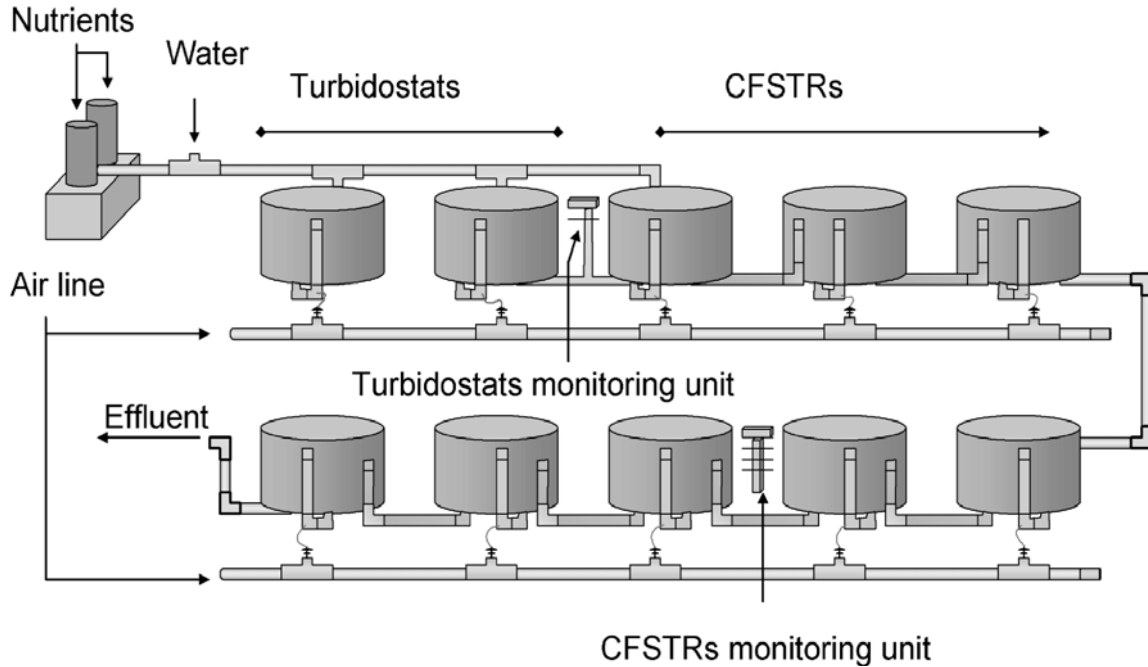 Nutrients
Water
Turbidostats
CFSTRs
Air line
Turbidostats monitoring unit
Effluent
CFSTRs monitoring unit